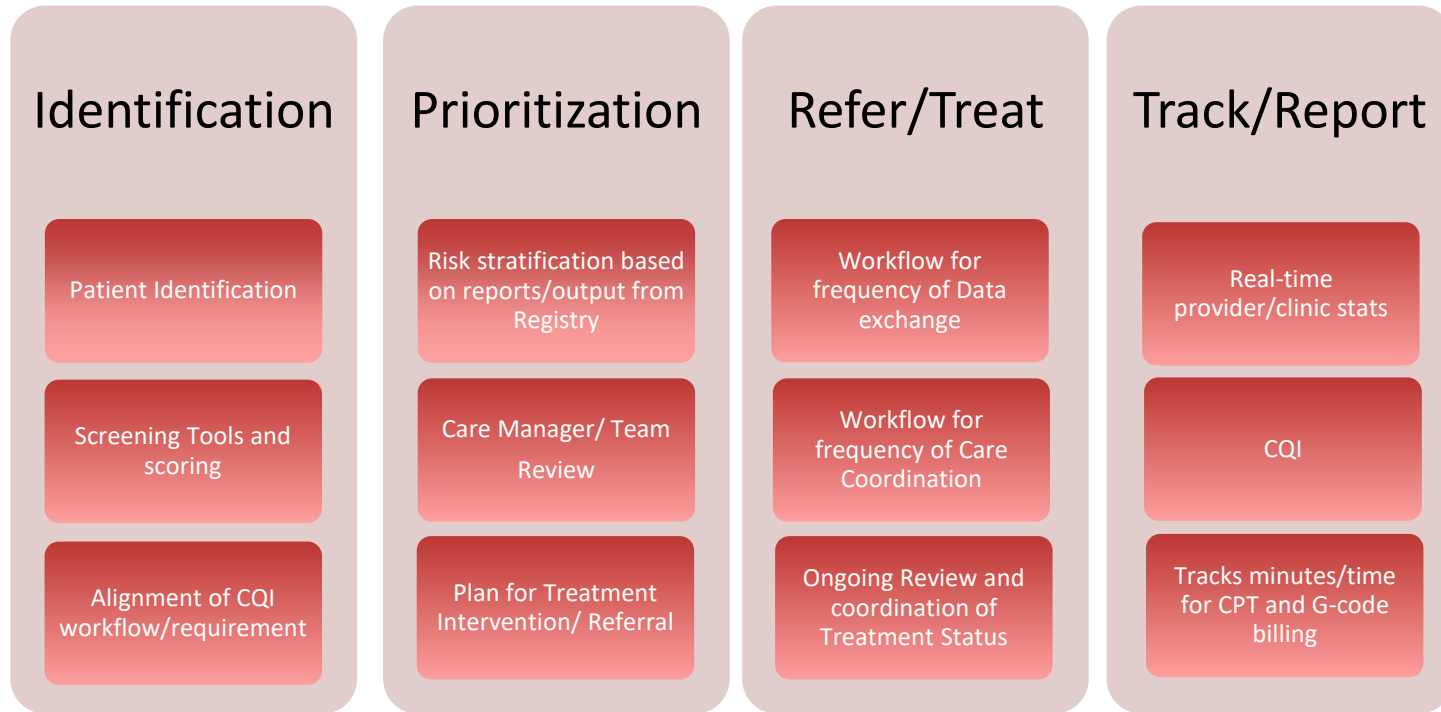 Identification
Patient Identification
Screening Tools and
scoring
Alignment of CQI
workflow/requirement
Prioritization
Risk stratification based
on reports/output from
Registry
Care Manager/ Team
Review
Plan for Treatment
Intervention/ Referral
Refer/Treat
Workflow for
frequency of Data
exchange
Workflow for
frequency of Care
Coordination
Ongoing Review and
coordination of
Treatment Status
Track/Report
Real-time
provider/clinic stats
CQI
Tracks minutes/time
for CPT and G-code
billing